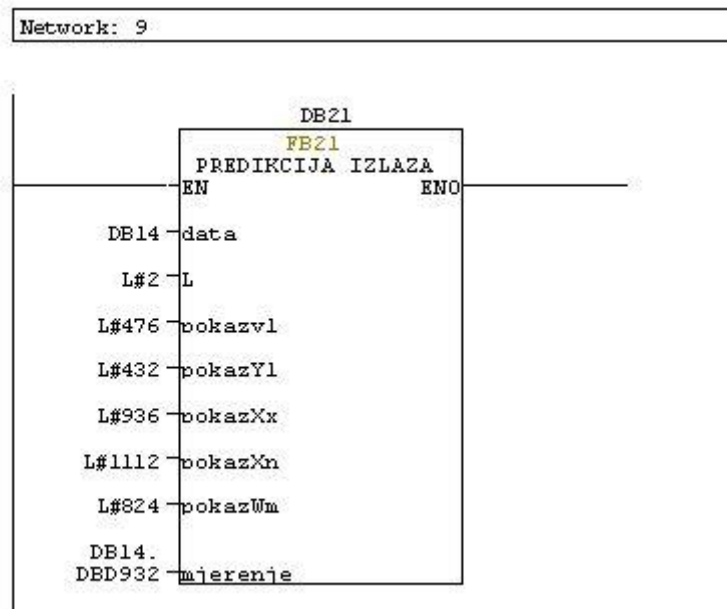 Network: 9
DB21
FB21
PREDIKCIJA IZLAZA
EN ENO
DB14 data
L#2 L
L#476 pokazvl
L#432 pokazYl
L#936 pokazXx
L#1112 pokazXn
L#824 pokazWm
DB14.
DBD932 mjerenje